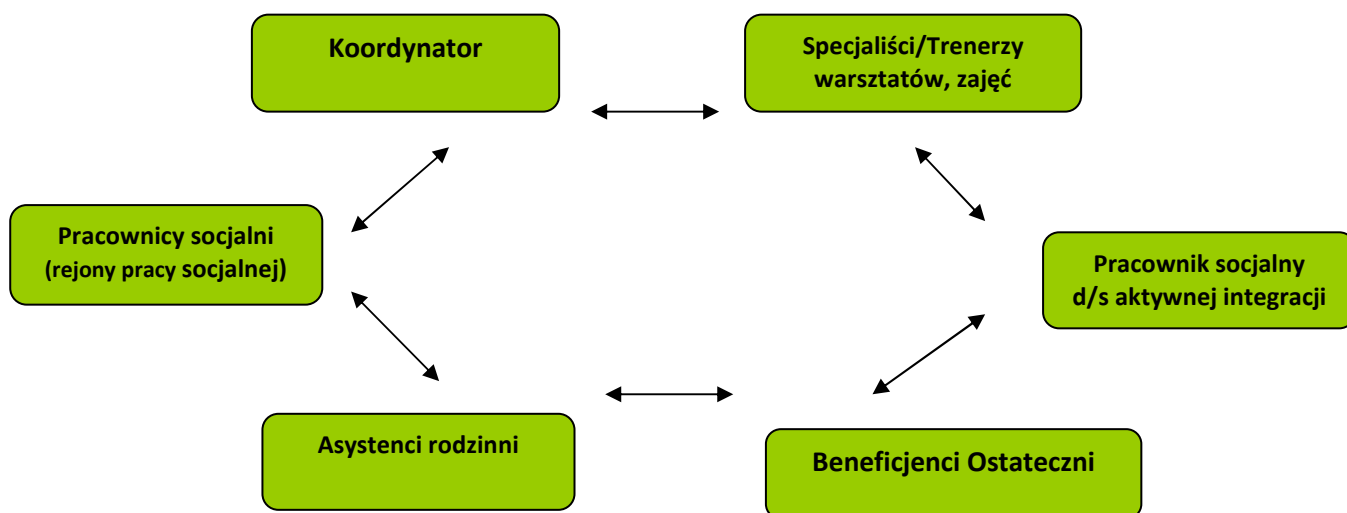 Koordynator
Specjaliści/Trenerzy
warsztatów, zajęć
Pracownicy socjalni
(rejony pracy socjalnej)
Pracownik socjalny
d/s aktywnej integracji
Asystenci rodzinni
Beneficjenci Ostateczni